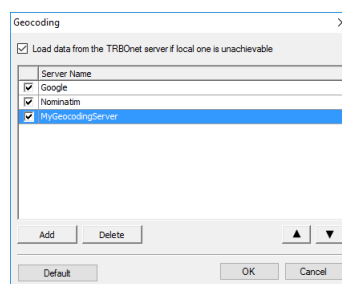 Geocoding
Load data from the TRBOnet server if local one is unachievable
Server Name
Google
Nominatim
MyGeocodingServer
Add Delete
Default OK Cancel